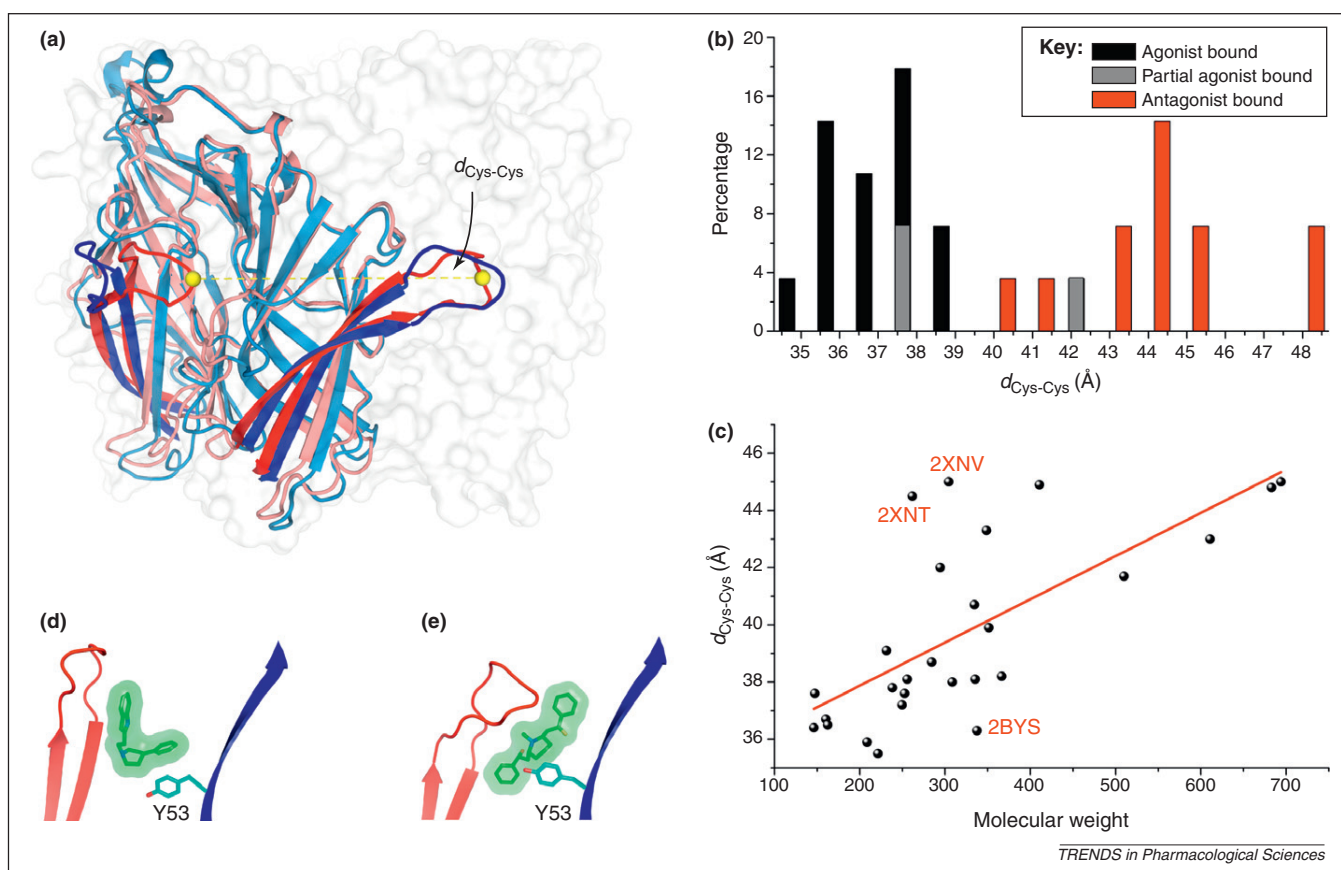 (a)
dCys-Cys
(b)
Key:
Agonist bound
Partial agonist bound
Antagonist bound
20
16
12
8
4
0
Percentage
35 36 37 38 39 40 41 42 43 44 45 46 47 48
dCys-Cys (Å)
(c)
46
44
42
40
38
36
dCys-Cys (Å)
2XNV
2XNT
2BYS
100 200 300 400 500 600 700
Molecular weight
(d)
Y53
(e)
Y53
TRENDS in Pharmacological Sciences